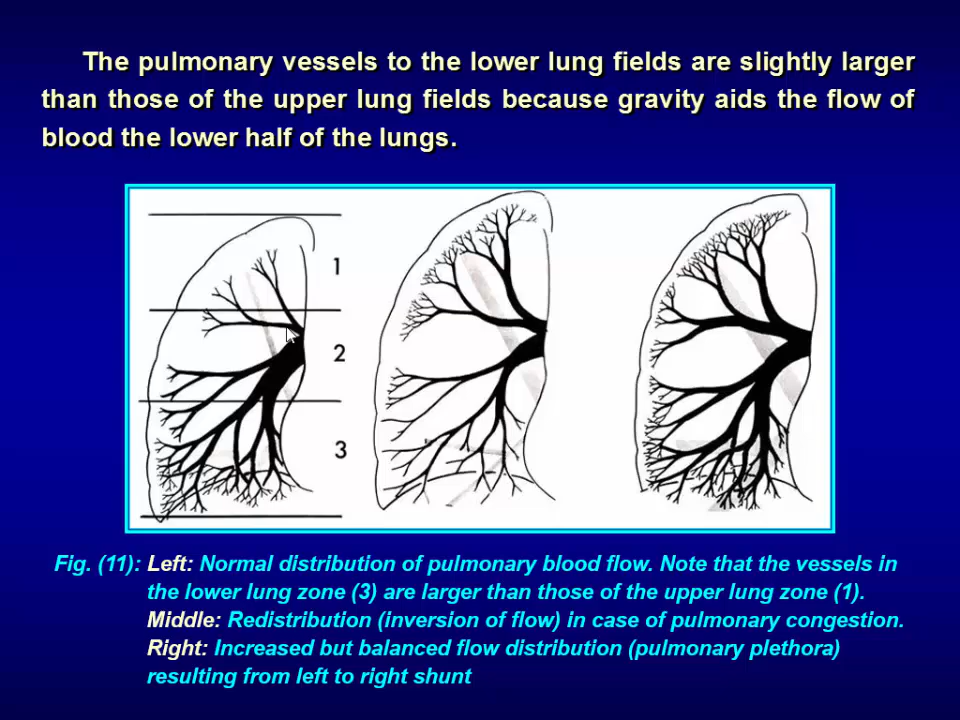 The pulmonary vessels to the lower lung fields are slightly larger
than those of the upper lung fields because gravity aids the flow of
blood the lower half of the lungs.
1
2
3
Fig. (11): Left: Normal distribution of pulmonary blood flow. Note that the vessels in
the lower lung zone (3) are larger than those of the upper lung zone (1).
Middle: Redistribution (inversion of flow) in case of pulmonary congestion.
Right: Increased but balanced flow distribution (pulmonary plethora)
resulting from left to right shunt